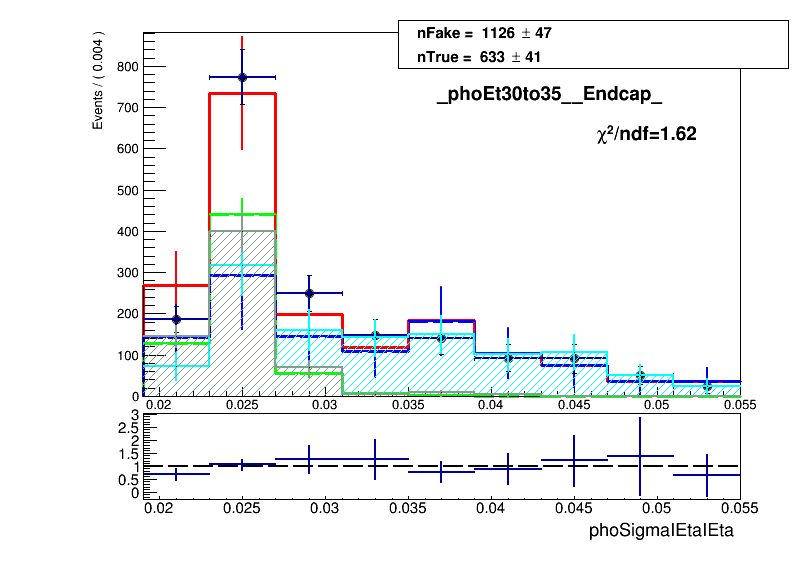 nFake = 1126 ± 47
nTrue = 633 ± 41
Events / ( 0.004 )
_phoEt30to35__Endcap_
χ²/ndf=1.62
800
700
600
500
400
300
200
100
0
0.02 0.025 0.03 0.035 0.04 0.045 0.05 0.055
3
2.5
2
1.5
1
0.5
0
0.02 0.025 0.03 0.035 0.04 0.045 0.05 0.055
phoSigmaIEtaIEta